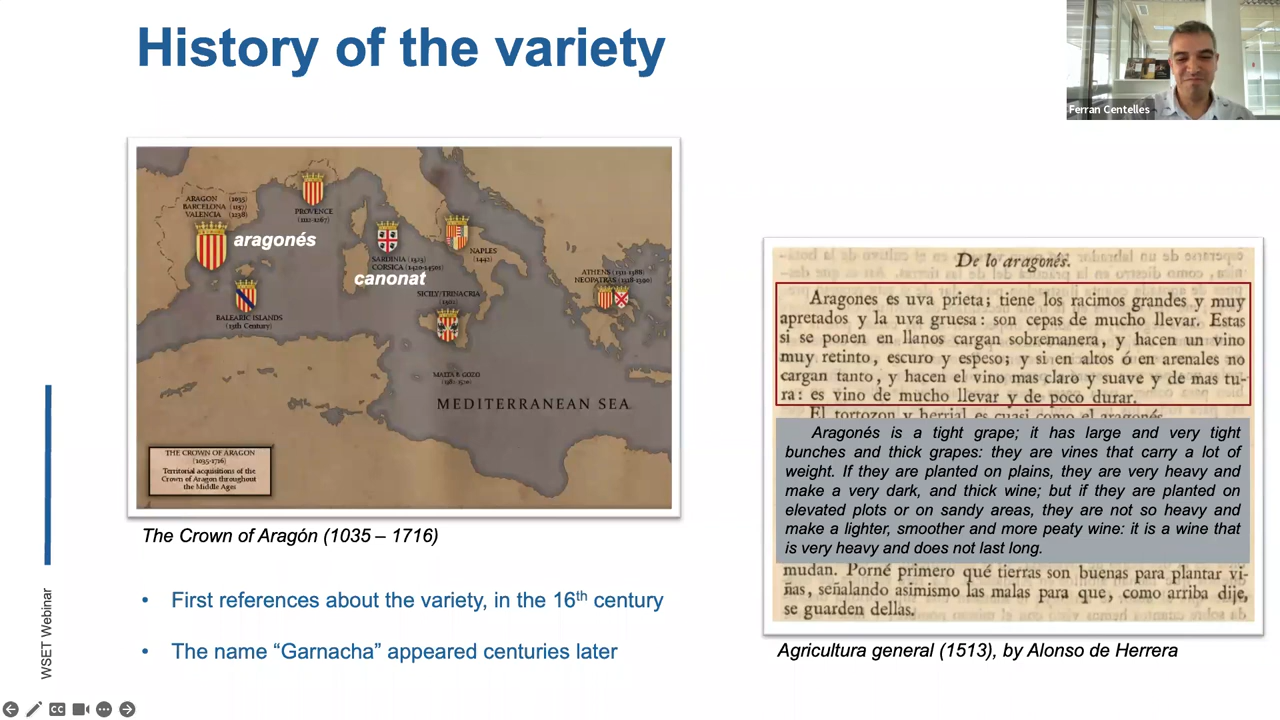 History of the variety
Ferran Centelles
ARAGON (1035)
BARCELONA (1137)
VALENCIA (1238)
aragonés
PROVENCE
(1112-1267)
SARDINIA (1323)
CORSICA (1420-1450)
canonat
NAPLES
(1442)
ATHENS (1311-1388)
NEOPATRAS (1318-1390)
BALEARIC ISLANDS
(13th Century)
SICILY/TRINACRIA
MALTA & GOZO
MEDITERRANEAN SEA
THE CROWN OF ARAGON
(1035-1716)
Territorial acquisitions of the
Crown of Aragon throughout
the Middle Ages
The Crown of Aragón (1035 – 1716)
• First references about the variety, in the 16th century
• The name “Garnacha” appeared centuries later
WSET Webinar
De lo aragonés.
Aragones es uva prieta; tiene los racimos grandes y muy
apretados y la uva gruesa: son cepas de mucho llevar. Estas
si se ponen en llanos cargan sobremanera, y hacen un vino
muy retinto, escuro y espeso; y si en altos ó en arenales no
cargan tanto, y hacen el vino mas claro y suave y de mas tu-
ra: es vino de mucho llevar y de poco durar.
El tortozon y herrial es cuasi como el aragonés
Aragonés is a tight grape; it has large and very tight
bunches and thick grapes: they are vines that carry a lot of
weight. If they are planted on plains, they are very heavy and
make a very dark, and thick wine; but if they are planted on
elevated plots or on sandy areas, they are not so heavy and
make a lighter, smoother and more peaty wine: it is a wine that
is very heavy and does not last long.
mudan. Porné primero qué tierras son buenas para plantar vi-
ñas, señalando asimismo las malas para que, como arriba dije,
se guarden dellas.
Agricultura general (1513), by Alonso de Herrera
CC